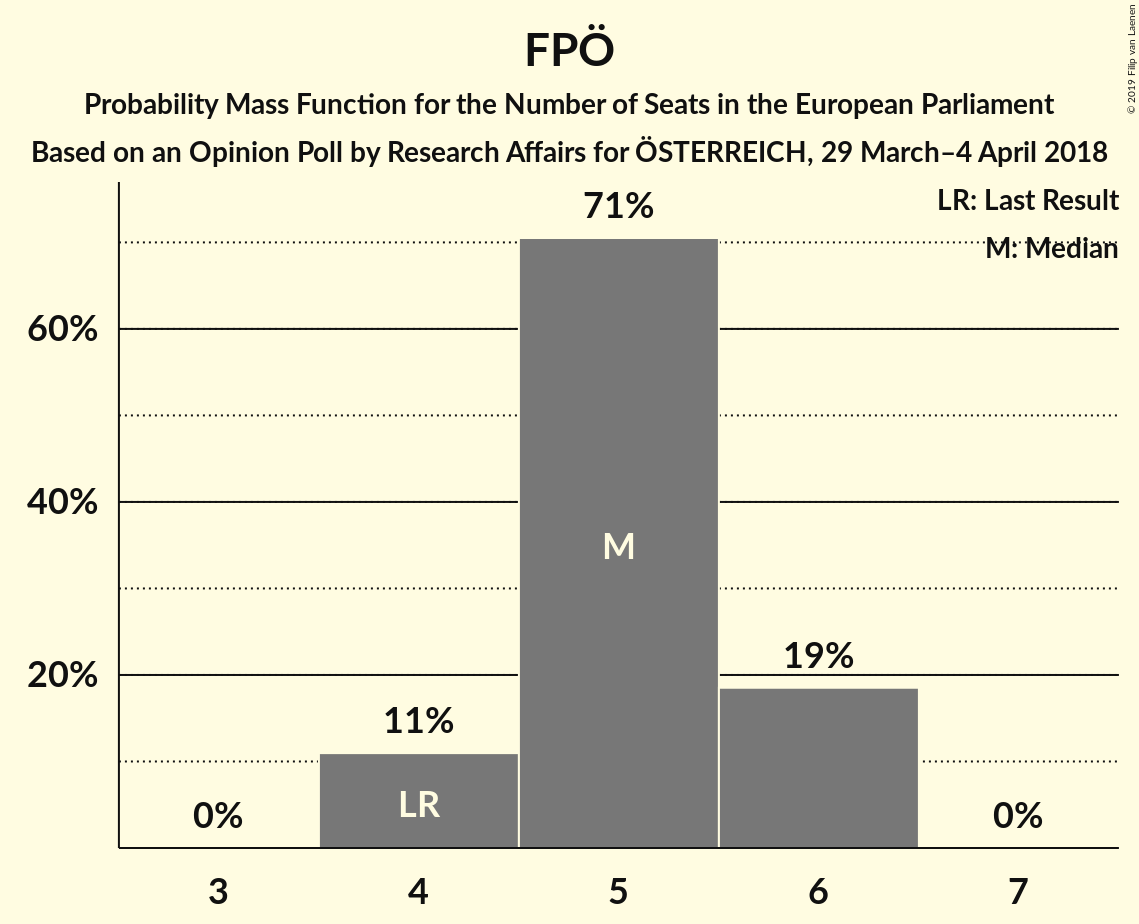 FPÖ
Probability Mass Function for the Number of Seats in the European Parliament
Based on an Opinion Poll by Research Affairs for ÖSTERREICH, 29 March–4 April 2018
© 2019 Filip van Laenen
LR: Last Result
M: Median
71%
60%
40%
M
19%
20%
11%
LR
0%
0%
3 4 5 6 7